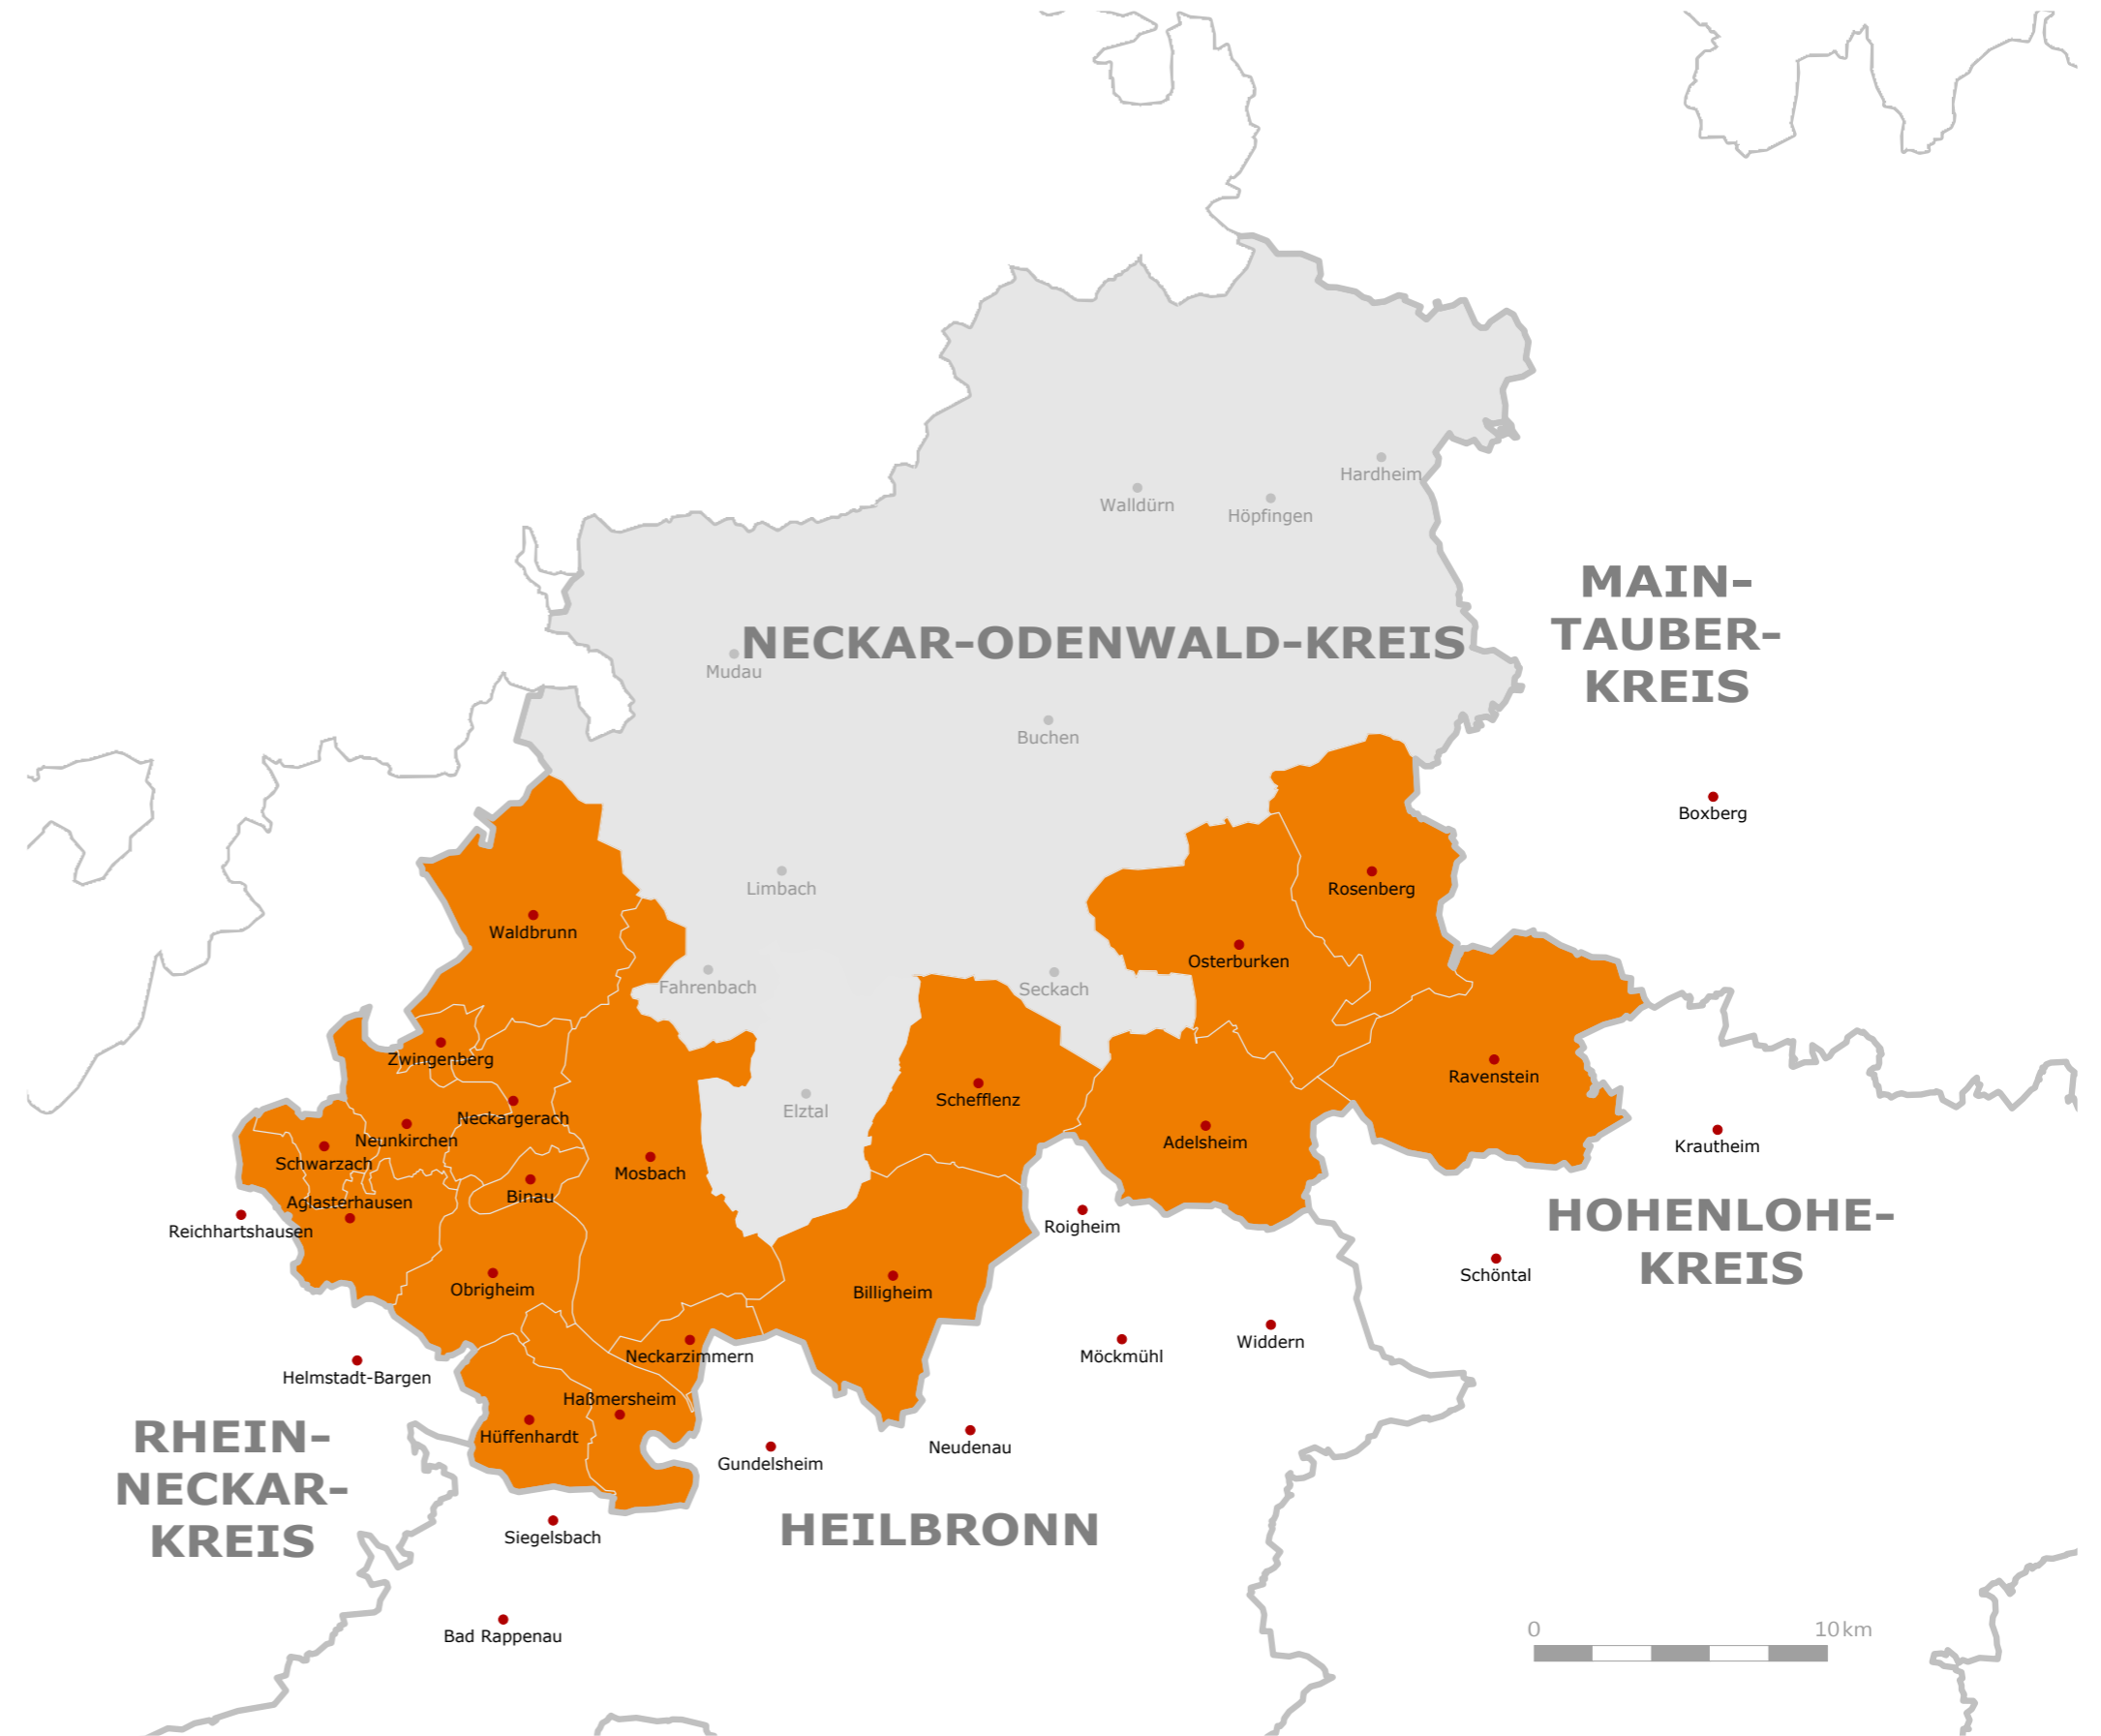 Hardheim
Walldürn
Höpfingen
MAIN-
TAUBER-
KREIS
NECKAR-ODENWALD-KREIS
Mudau
Buchen
Boxberg
Limbach
Rosenberg
Waldbrunn
Osterburken
Fahrenbach
Seckach
Zwingenberg
Ravenstein
Schefflenz
Elztal
Neckargerach
Neunkirchen
Adelsheim
Krautheim
Schwarzach
Mosbach
Binau
Aglasterhausen
Reichhartshausen
Roigheim
HOHENLOHE-
KREIS
Schöntal
Obrigheim
Billigheim
Widdern
Neckarzimmern
Möckmühl
Helmstadt-Bargen
Haßmersheim
Hüffenhardt
Neudenau
Gundelsheim
RHEIN-
NECKAR-
KREIS
HEILBRONN
Siegelsbach
Bad Rappenau
0 10 km